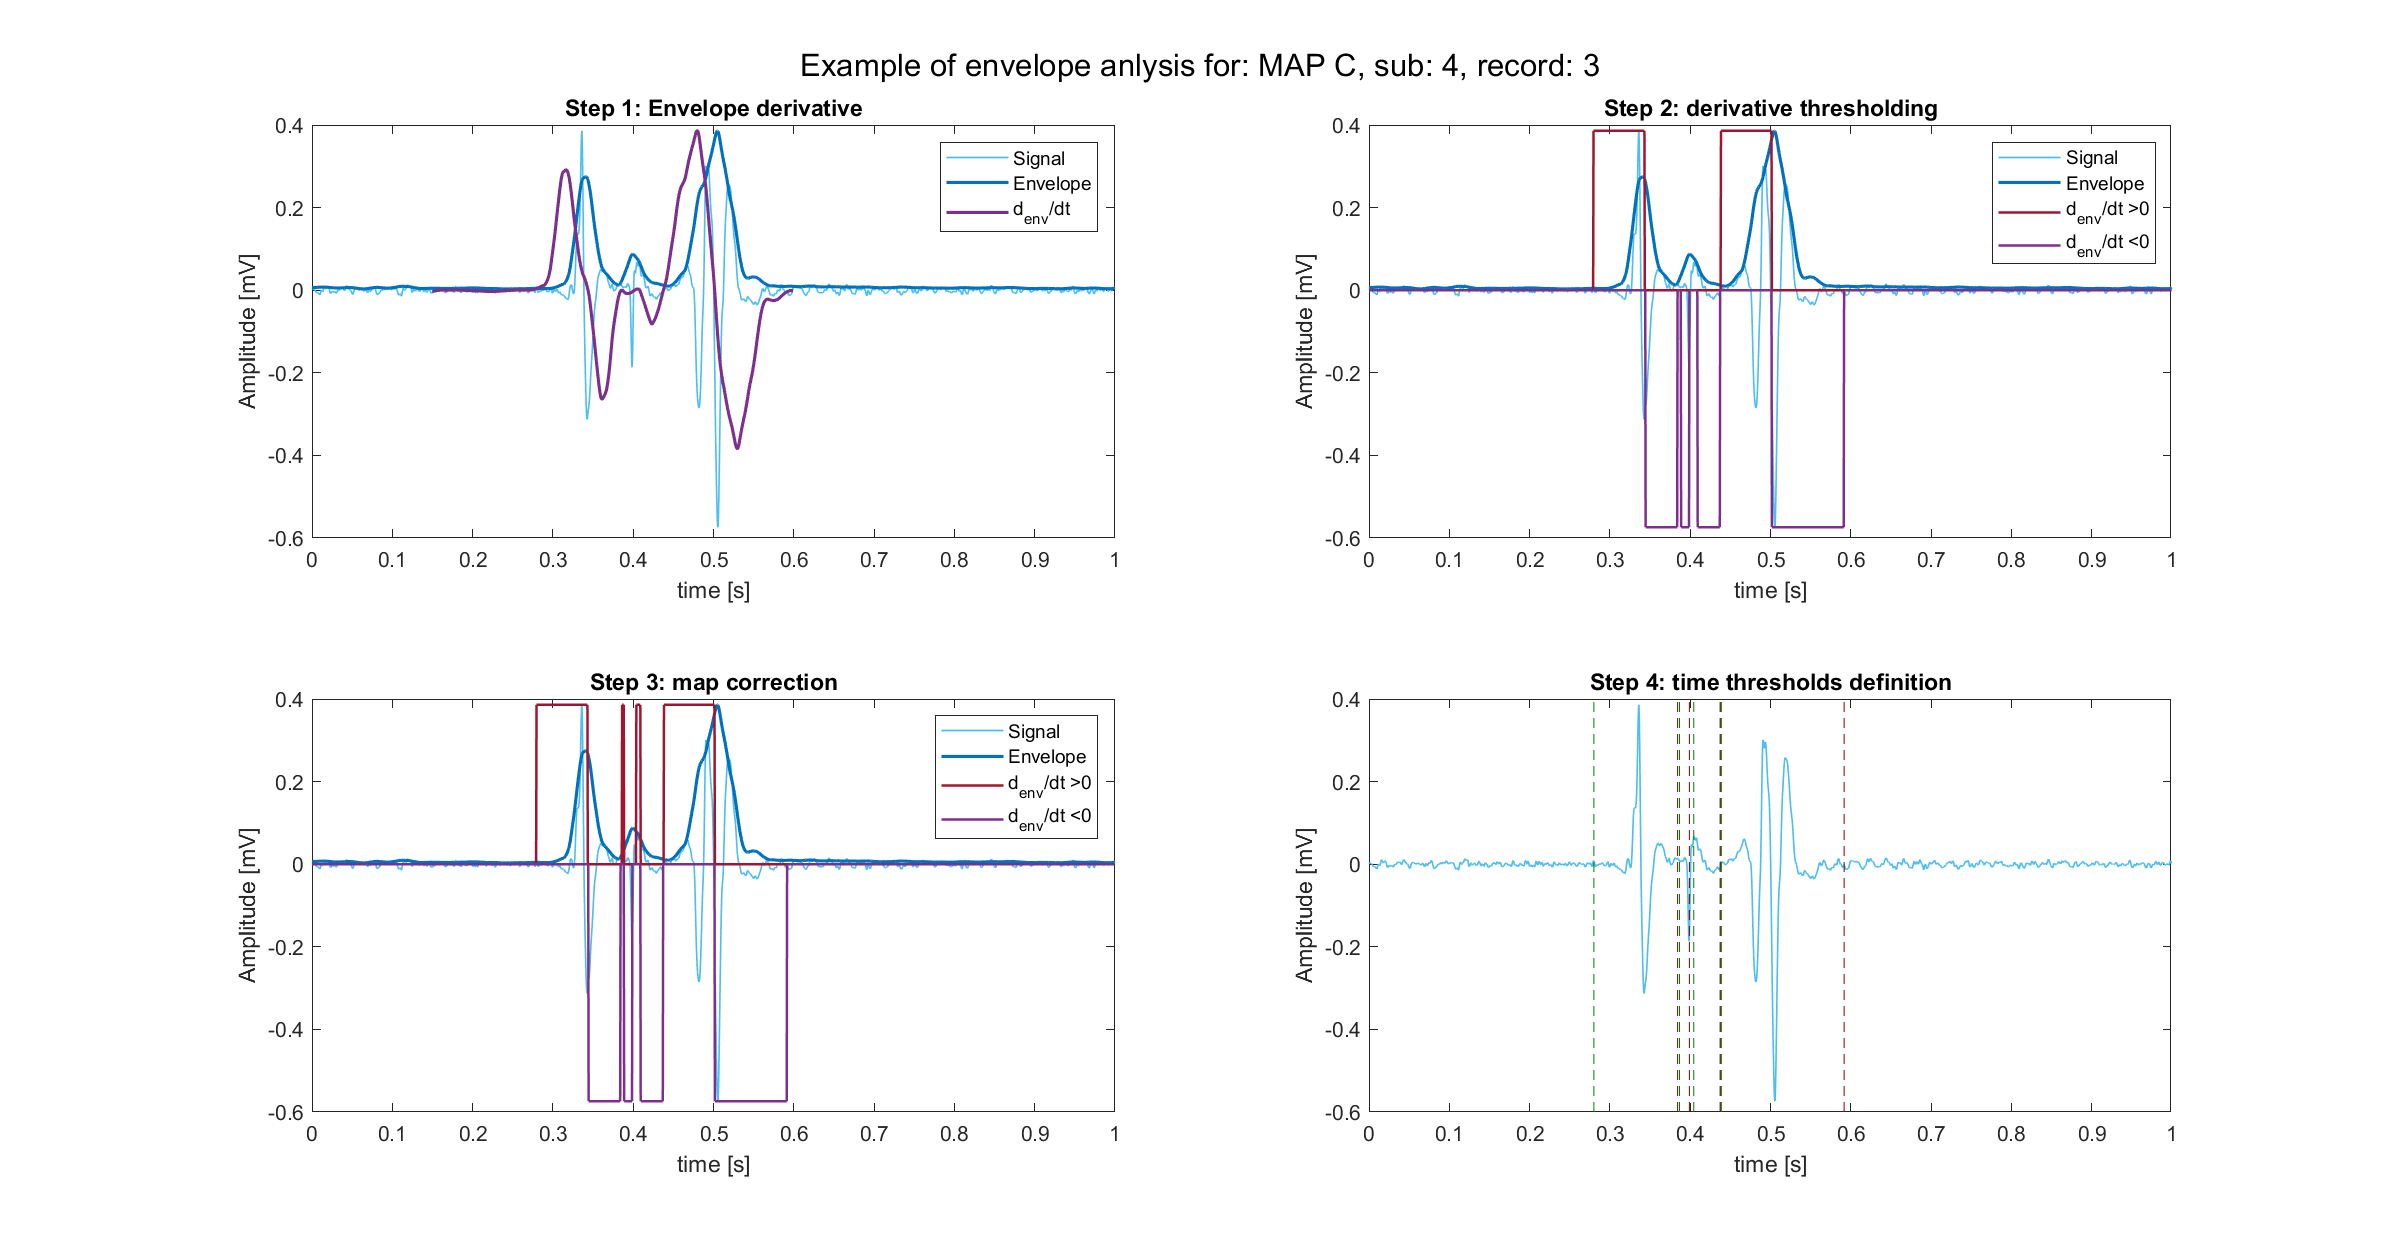 Example of envelope anlysis for: MAP C, sub: 4, record: 3
Step 1: Envelope derivative
0.4
0.2
0
-0.2
-0.4
-0.6
Amplitude [mV]
0 0.1 0.2 0.3 0.4 0.5 0.6 0.7 0.8 0.9 1
time [s]
Signal
Envelope
d_env/dt
Step 2: derivative thresholding
0.4
0.2
0
-0.2
-0.4
-0.6
Amplitude [mV]
0 0.1 0.2 0.3 0.4 0.5 0.6 0.7 0.8 0.9 1
time [s]
Signal
Envelope
d_env/dt >0
d_env/dt <0
Step 3: map correction
0.4
0.2
0
-0.2
-0.4
-0.6
Amplitude [mV]
0 0.1 0.2 0.3 0.4 0.5 0.6 0.7 0.8 0.9 1
time [s]
Signal
Envelope
d_env/dt >0
d_env/dt <0
Step 4: time thresholds definition
0.4
0.2
0
-0.2
-0.4
-0.6
Amplitude [mV]
0 0.1 0.2 0.3 0.4 0.5 0.6 0.7 0.8 0.9 1
time [s]